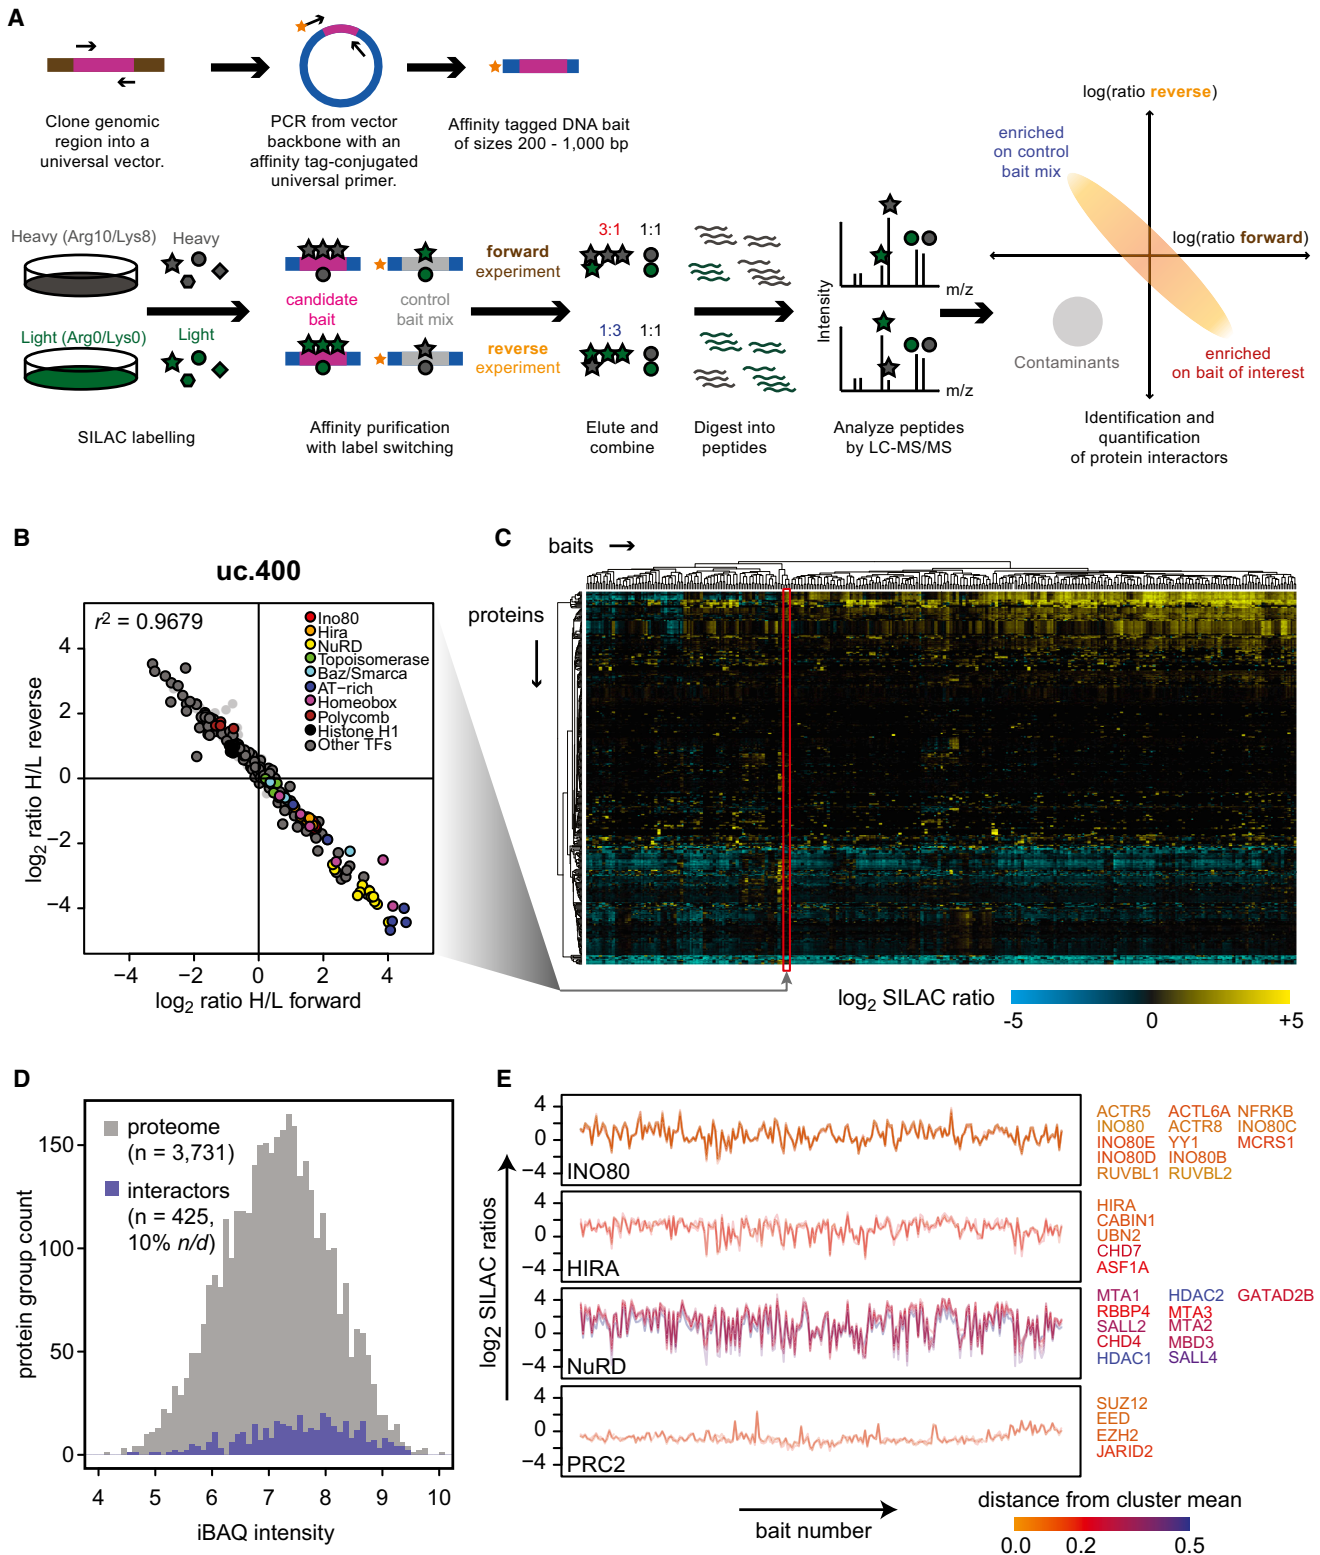 A
Clone genomic
region into a
universal vector.
PCR from vector
backbone with an
affinity tag-conjugated
universal primer.
Affinity tagged DNA bait
of sizes 200 - 1,000 bp
Heavy (Arg10/Lys8)
Heavy
Light (Arg0/Lys0)
Light
SILAC labelling
candidate
bait
control
bait mix
Affinity purification
with label switching
forward
experiment
reverse
experiment
3:1 1:1
1:3 1:1
Elute and
combine
Digest into
peptides
Intensity
m/z
m/z
Analyze peptides
by LC-MS/MS
log(ratio reverse)
enriched
on control
bait mix
log(ratio forward)
Contaminants
enriched
on bait of interest
Identification and
quantification
of protein interactors
B
uc.400
r2 = 0.9679
Ino80
Hira
NuRD
Topoisomerase
Baz/Smarca
AT−rich
Homeobox
Polycomb
Histone H1
Other TFs
4
2
0
−2
−4
log2 ratio H/L reverse
−4 −2 0 2 4
log2 ratio H/L forward
C
baits
proteins
log2 SILAC ratio
-5 0 +5
D
proteome
(n = 3,731)
interactors
(n = 425,
10% n/d)
150
100
50
0
protein group count
4 5 6 7 8 9 10
iBAQ intensity
E
log2 SILAC ratios
4
0
−4
INO80
ACTR5 ACTL6A NFRKB
INO80 ACTR8 INO80C
INO80E YY1 MCRS1
INO80D INO80B
RUVBL1 RUVBL2
4
0
−4
HIRA
HIRA
CABIN1
UBN2
CHD7
ASF1A
4
0
−4
NuRD
MTA1 HDAC2 GATAD2B
RBBP4 MTA3
SALL2 MTA2
CHD4 MBD3
HDAC1 SALL4
4
0
−4
PRC2
SUZ12
EED
EZH2
JARID2
bait number
distance from cluster mean
0.0 0.2 0.5